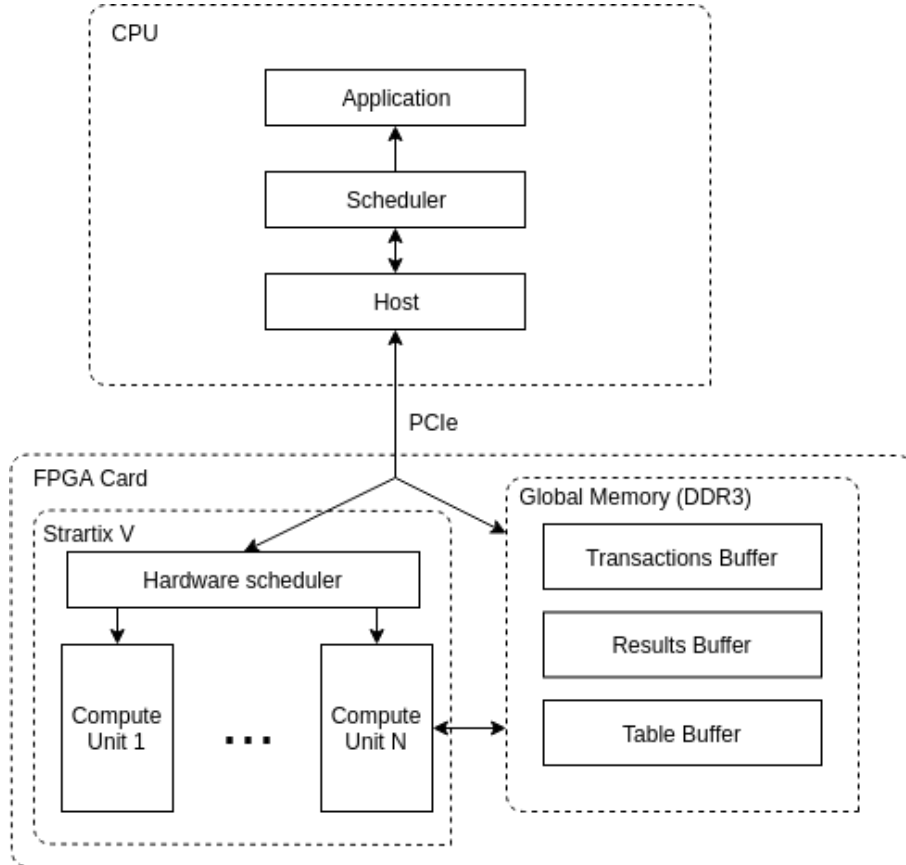 CPU
Application
Scheduler
Host
PCIe
FPGA Card
Global Memory (DDR3)
Strartix V
Transactions Buffer
Hardware scheduler
Results Buffer
Compute
Unit 1
...
Compute
Unit N
Table Buffer